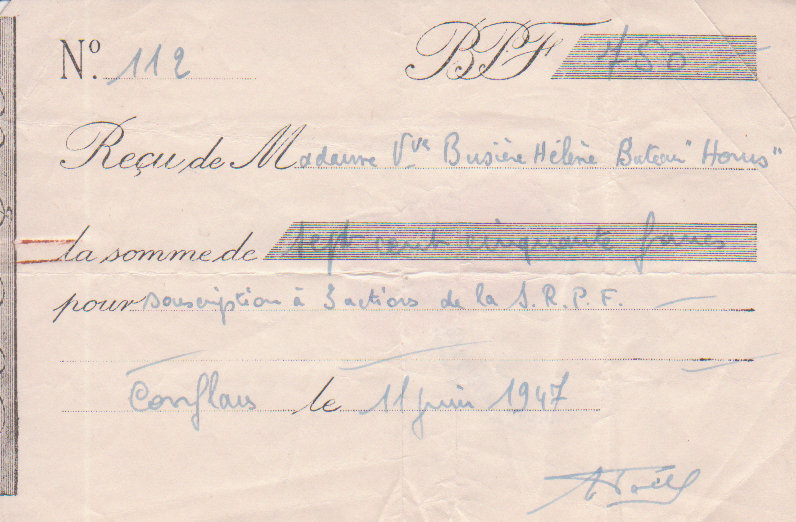 Nº. 112 BPF 750
Reçu de Madame Vve Busière Hélène Bateau "Horus"
la somme de sept cent cinquante francs
pour souscription à 3 actions de la S.R.P.F.
Conflans le 11 juin 1947